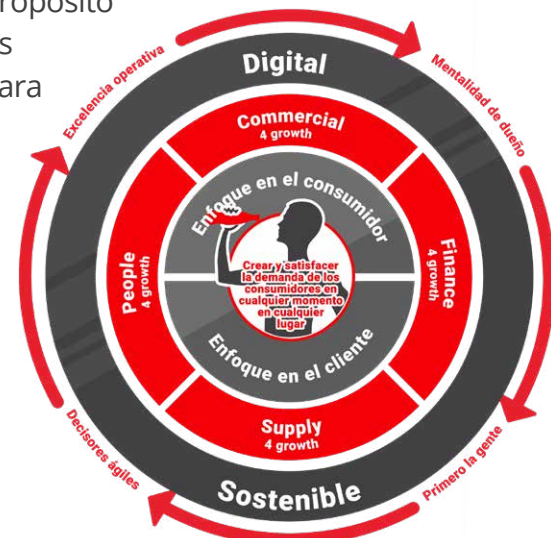 ropósito
s
ara
Excelencia operativa
Mentalidad de dueño
Digital
Commercial
4 growth
Enfoque en el consumidor
People
4 growth
Finance
4 growth
Crear y satisfacer
la demanda de los
consumidores en
cualquier momento
en cualquier
lugar
Enfoque en el cliente
Supply
4 growth
Sostenible
Decisores ágiles
Primero la gente